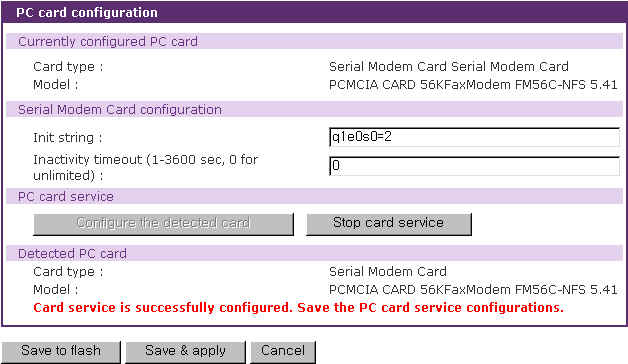 PC card configuration
Currently configured PC card
Card type : Serial Modem Card Serial Modem Card
Model : PCMCIA CARD 56KFaxModem FM56C-NFS 5.41
Serial Modem Card configuration
Init string : q1e0s0=2
Inactivity timeout (1-3600 sec, 0 for
unlimited) : 0
PC card service
Configure the detected card Stop card service
Detected PC card
Card type : Serial Modem Card
Model : PCMCIA CARD 56KFaxModem FM56C-NFS 5.41
Card service is successfully configured. Save the PC card service configurations.
Save to flash Save & apply Cancel